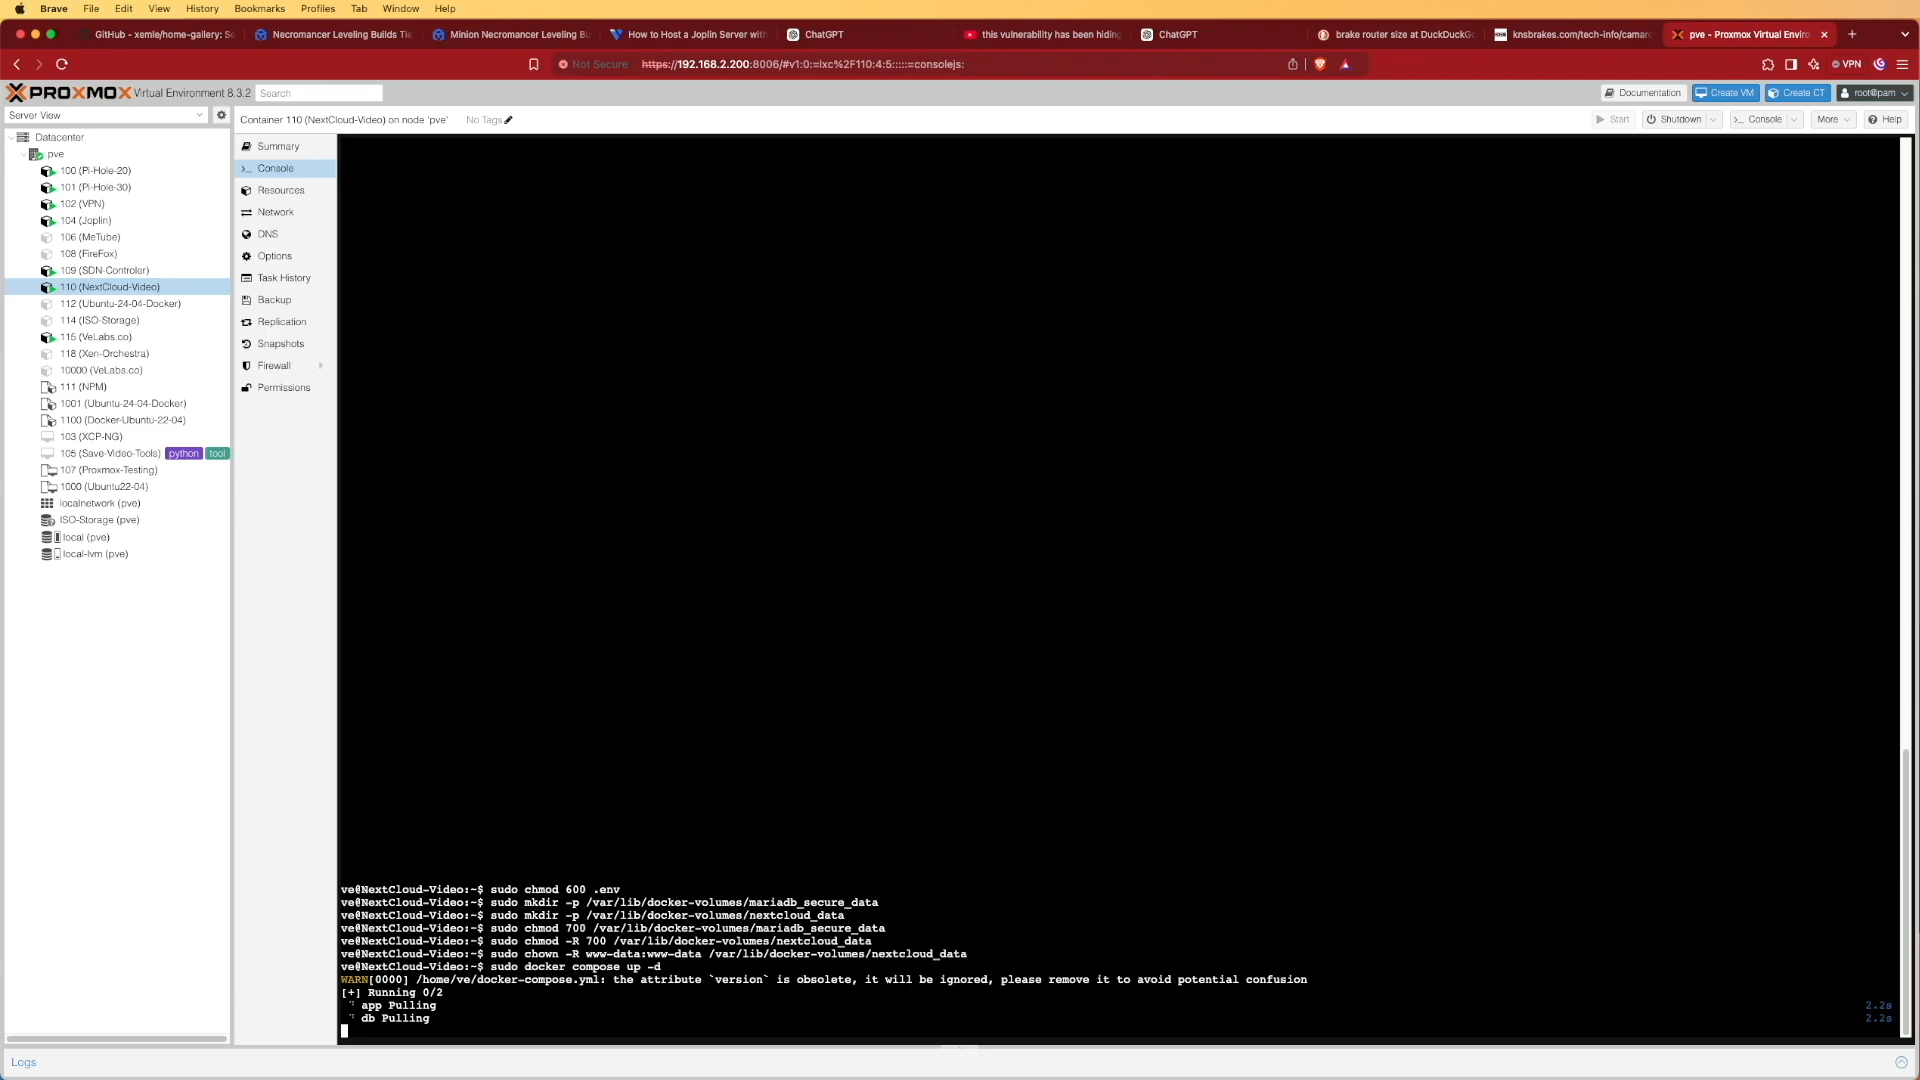 Brave File Edit View History Bookmarks Profiles Tab Window Help
GitHub - xemle/home-gallery: Se
Necromancer Leveling Builds Tie
Minion Necromancer Leveling Bu
How to Host a Joplin Server with
ChatGPT
this vulnerability has been hiding
ChatGPT
brake router size at DuckDuckGo
knsbrakes.com/tech-info/camaro
pve - Proxmox Virtual Enviro
Not Secure https://192.168.2.200:8006/#v1:0:=lxc%2F110:4:5:::::=consolejs:
VPN
PROXMOX Virtual Environment 8.3.2 Search
Documentation Create VM Create CT root@pam
Server View
Container 110 (NextCloud-Video) on node 'pve' No Tags
Start Shutdown Console More Help
Datacenter
pve
100 (Pi-Hole-20)
101 (Pi-Hole-30)
102 (VPN)
104 (Joplin)
106 (MeTube)
108 (FireFox)
109 (SDN-Controler)
110 (NextCloud-Video)
112 (Ubuntu-24-04-Docker)
114 (ISO-Storage)
115 (VeLabs.co)
118 (Xen-Orchestra)
10000 (VeLabs.co)
111 (NPM)
1001 (Ubuntu-24-04-Docker)
1100 (Docker-Ubuntu-22-04)
103 (XCP-NG)
105 (Save-Video-Tools) python tool
107 (Proxmox-Testing)
1000 (Ubuntu22-04)
localnetwork (pve)
ISO-Storage (pve)
local (pve)
local-lvm (pve)
Summary
Console
Resources
Network
DNS
Options
Task History
Backup
Replication
Snapshots
Firewall
Permissions
ve@NextCloud-Video:~$ sudo chmod 600 .env
ve@NextCloud-Video:~$ sudo mkdir -p /var/lib/docker-volumes/mariadb_secure_data
ve@NextCloud-Video:~$ sudo mkdir -p /var/lib/docker-volumes/nextcloud_data
ve@NextCloud-Video:~$ sudo chmod 700 /var/lib/docker-volumes/mariadb_secure_data
ve@NextCloud-Video:~$ sudo chmod -R 700 /var/lib/docker-volumes/nextcloud_data
ve@NextCloud-Video:~$ sudo chown -R www-data:www-data /var/lib/docker-volumes/nextcloud_data
ve@NextCloud-Video:~$ sudo docker compose up -d
WARN[0000] /home/ve/docker-compose.yml: the attribute `version` is obsolete, it will be ignored, please remove it to avoid potential confusion
[+] Running 0/2
app Pulling 2.2s
db Pulling 2.2s
Logs